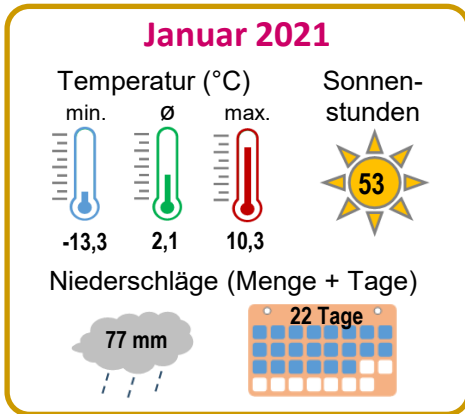 Januar 2021
Temperatur (°C)
min. Ø max.
-13,3 2,1 10,3
Sonnen-
stunden
53
Niederschläge (Menge + Tage)
77 mm
22 Tage